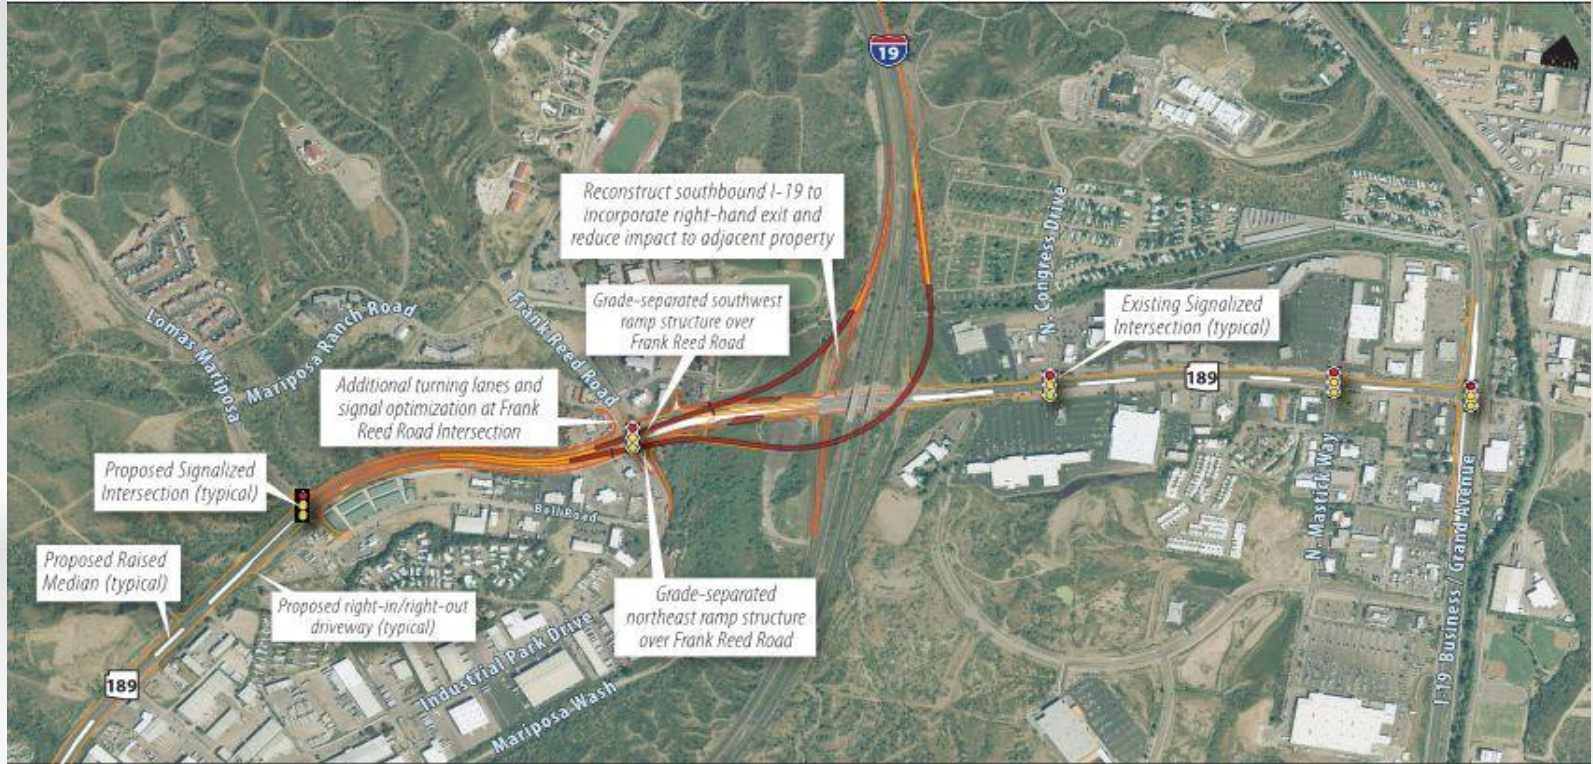 19
Reconstruct southbound I-19 to
incorporate right-hand exit and
reduce impact to adjacent property
N. Congress Drive
Grade-separated southwest
ramp structure over
Frank Reed Road
Existing Signalized
Intersection (typical)
Lomas Mariposa
Mariposa Ranch Road
Frank Reed Road
189
Additional turning lanes and
signal optimization at Frank
Reed Road Intersection
Proposed Signalized
Intersection (typical)
Bell Road
N. Mastick Way
I-19 Business/ Grand Avenue
Proposed Raised
Median (typical)
Proposed right-in/right-out
driveway (typical)
Grade-separated
northeast ramp structure
over Frank Reed Road
Industrial Park Drive
Mariposa Wash
189